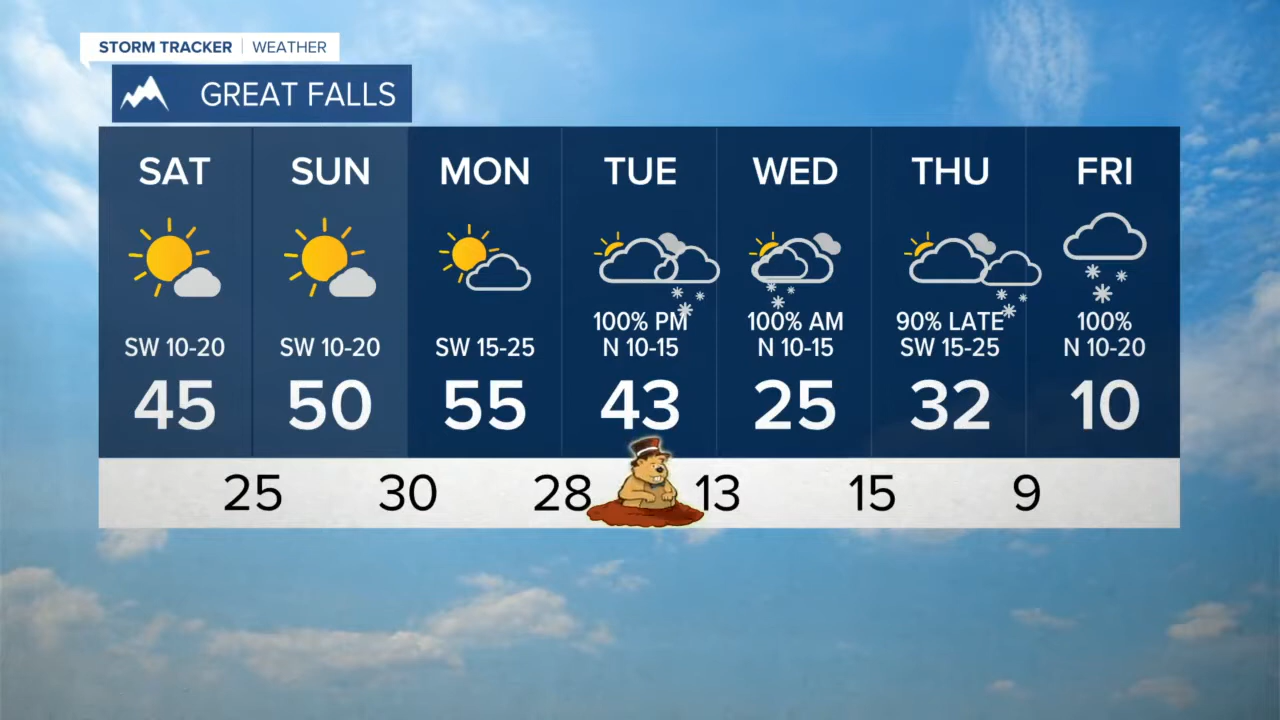 STORM TRACKER | WEATHER
GREAT FALLS
SAT SUN MON TUE WED THU FRI
100% PM 100% AM 90% LATE 100%
SW 10-20 SW 10-20 SW 15-25 N 10-15 N 10-15 SW 15-25 N 10-20
45 50 55 43 25 32 10
25 30 28 13 15 9